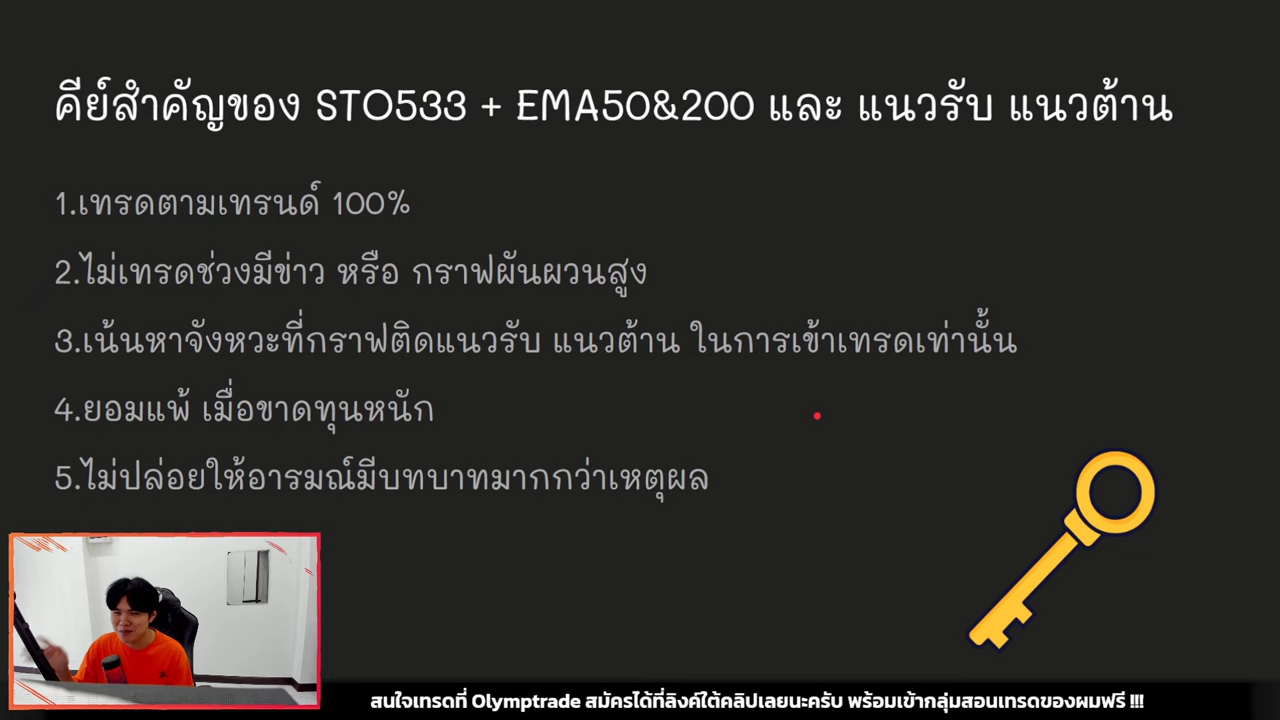 คีย์สำคัญของ STO533 + EMA50&200 และ แนวรับ แนวต้าน
1.เทรดตามเทรนด์ 100%
2.ไม่เทรดช่วงมีข่าว หรือ กราฟผันผวนสูง
3.เน้นหาจังหวะที่กราฟติดแนวรับ แนวต้าน ในการเข้าเทรดเท่านั้น
4.ยอมแพ้ เมื่อขาดทุนหนัก
5.ไม่ปล่อยให้อารมณ์มีบทบาทมากกว่าเหตุผล
สนใจเทรดที่ Olymptrade สมัครได้ที่ลิงค์ใต้คลิปเลยนะครับ พร้อมเข้ากลุ่มสอนเทรดของผมฟรี !!!